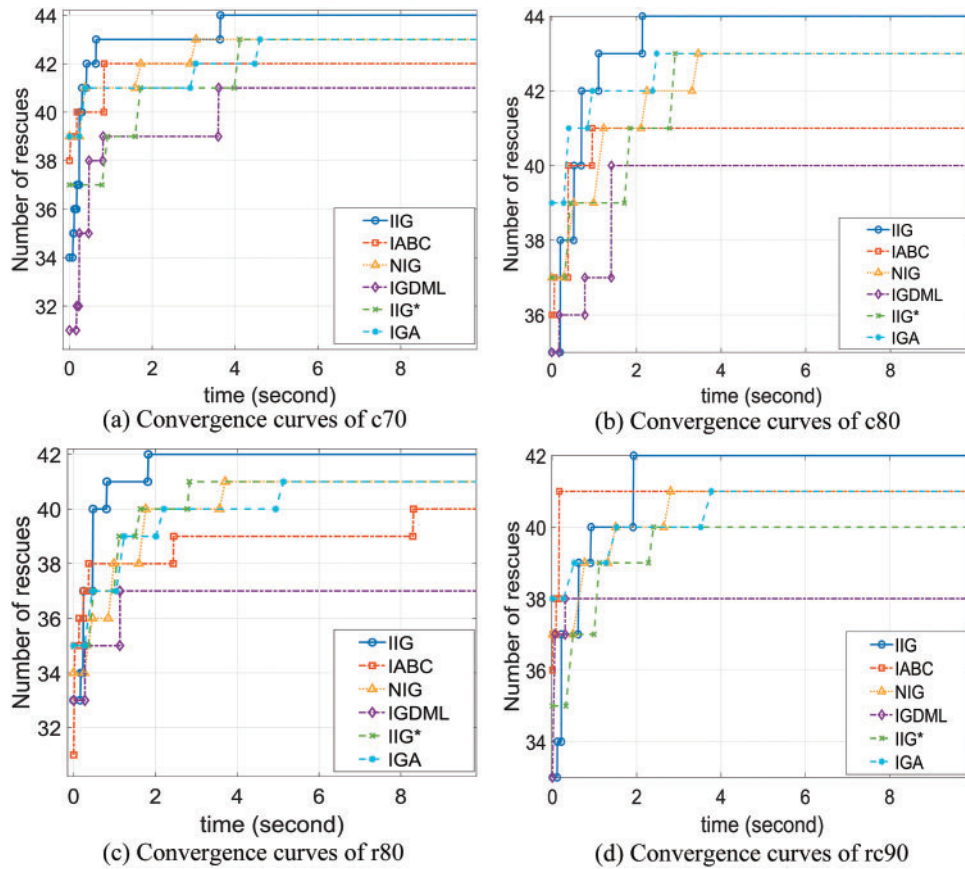 44
42
40
38
36
34
32
Number of rescues
0 2 4 6 8
time (second)
IIG
IABC
NIG
IGDML
IIG*
IGA
(a) Convergence curves of c70
44
42
40
38
36
Number of rescues
0 2 4 6 8
time (second)
IIG
IABC
NIG
IGDML
IIG*
IGA
(b) Convergence curves of c80
42
40
38
36
34
32
Number of rescues
0 2 4 6 8
time (second)
IIG
IABC
NIG
IGDML
IIG*
IGA
(c) Convergence curves of r80
42
40
38
36
34
Number of rescues
0 2 4 6 8
time (second)
IIG
IABC
NIG
IGDML
IIG*
IGA
(d) Convergence curves of rc90